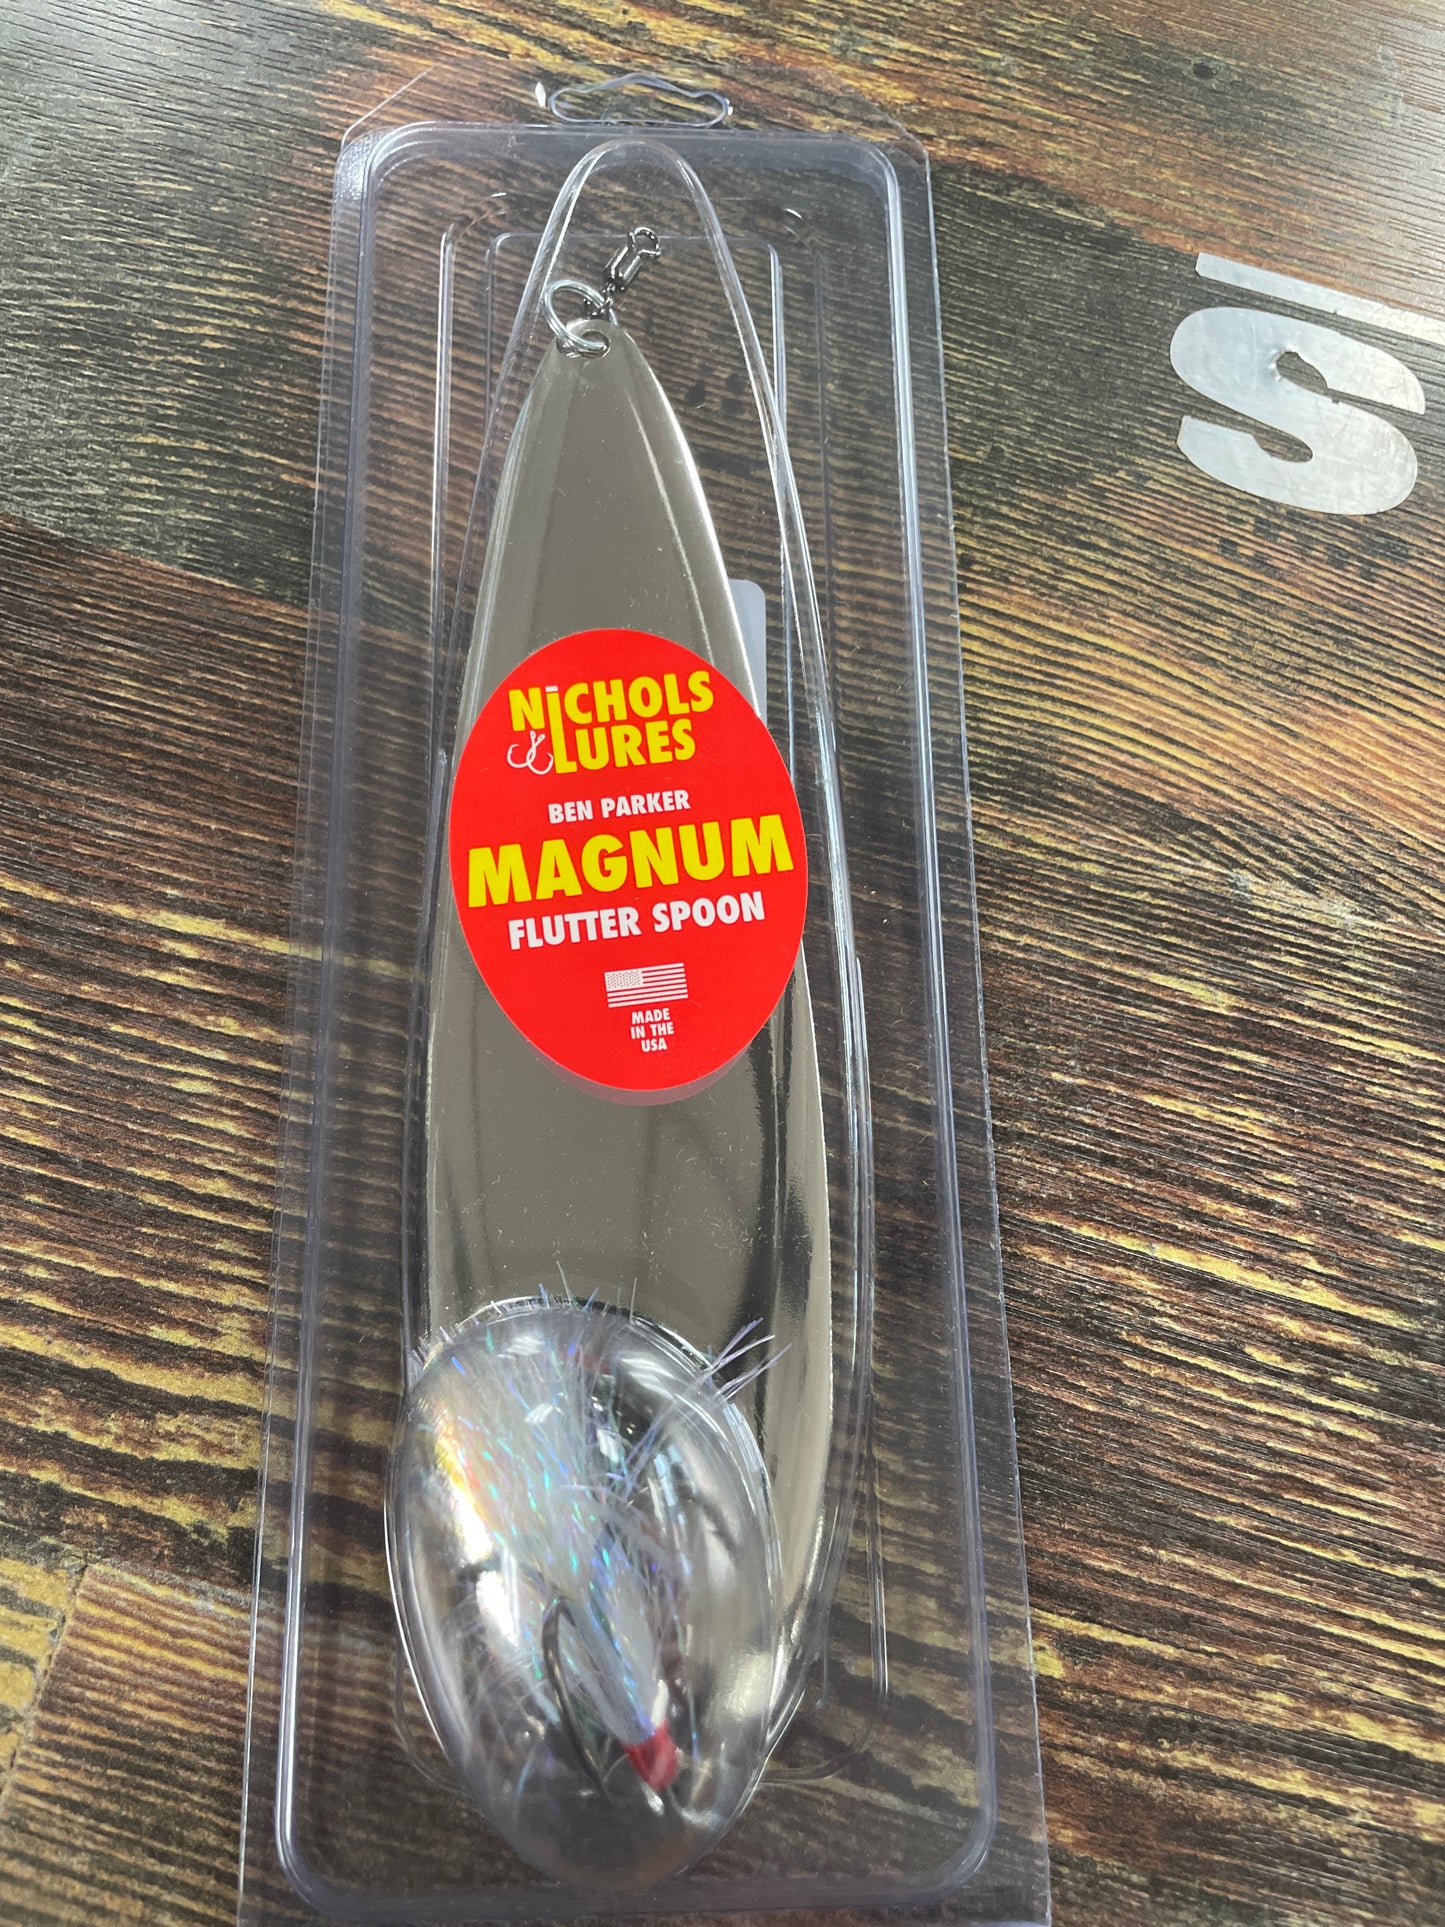 NiCHOLS
LURES
BEN PARKER
MAGNUM
FLUTTER SPOON
MADE
IN THE
USA
S